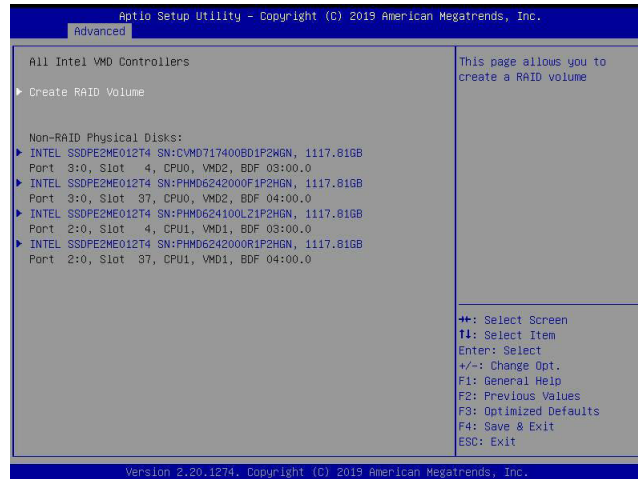 Aptio Setup Utility – Copyright (C) 2019 American Megatrends, Inc.
Advanced
All Intel VMD Controllers
Create RAID Volume
Non-RAID Physical Disks:
INTEL SSDPE2ME012T4 SN:CVMD717400BD1P2WGN, 1117.81GB
Port 3:0, Slot 4, CPU0, VMD2, BDF 03:00.0
INTEL SSDPE2ME012T4 SN:PHMD6242000F1P2HGN, 1117.81GB
Port 3:0, Slot 37, CPU0, VMD2, BDF 04:00.0
INTEL SSDPE2ME012T4 SN:PHMD624100LZ1P2HGN, 1117.81GB
Port 2:0, Slot 4, CPU1, VMD1, BDF 03:00.0
INTEL SSDPE2ME012T4 SN:PHMD6242000R1P2HGN, 1117.81GB
Port 2:0, Slot 37, CPU1, VMD1, BDF 04:00.0
This page allows you to
create a RAID volume
→←: Select Screen
↑↓: Select Item
Enter: Select
+/-: Change Opt.
F1: General Help
F2: Previous Values
F3: Optimized Defaults
F4: Save & Exit
ESC: Exit
Version 2.20.1274. Copyright (C) 2019 American Megatrends, Inc.